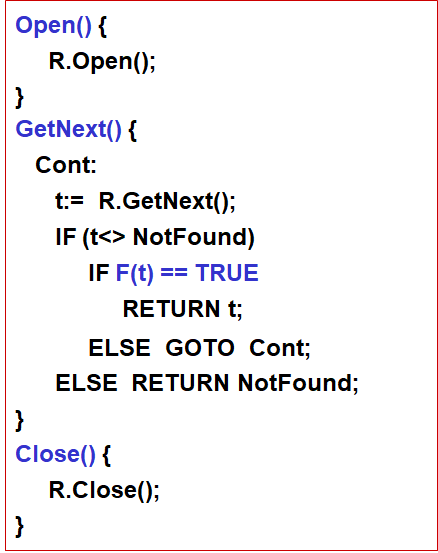 Open() {
R.Open();
}
GetNext() {
Cont:
t:= R.GetNext();
IF (t<> NotFound)
IF F(t) == TRUE
RETURN t;
ELSE GOTO Cont;
ELSE RETURN NotFound;
}
Close() {
R.Close();
}